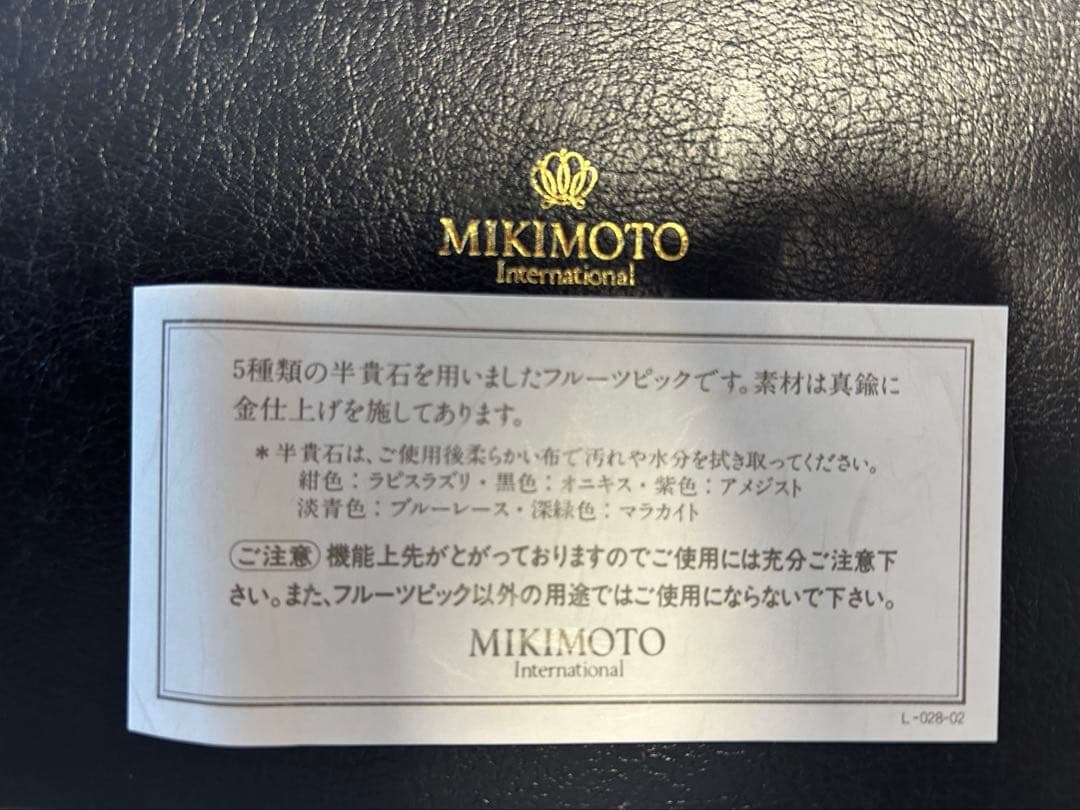 MIKIMOTO
International
5種類の半貴石を用いましたフルーツピックです。素材は真鍮に
金仕上げを施してあります。
＊半貴石は、ご使用後柔らかい布で汚れや水分を拭き取ってください。
紺色：ラピスラズリ・黒色：オニキス・紫色：アメジスト
淡青色：ブルーレース・深緑色：マラカイト
ご注意 機能上先がとがっておりますのでご使用には充分ご注意下
さい。また、フルーツピック以外の用途ではご使用にならないで下さい。
MIKIMOTO
International
L-028-02